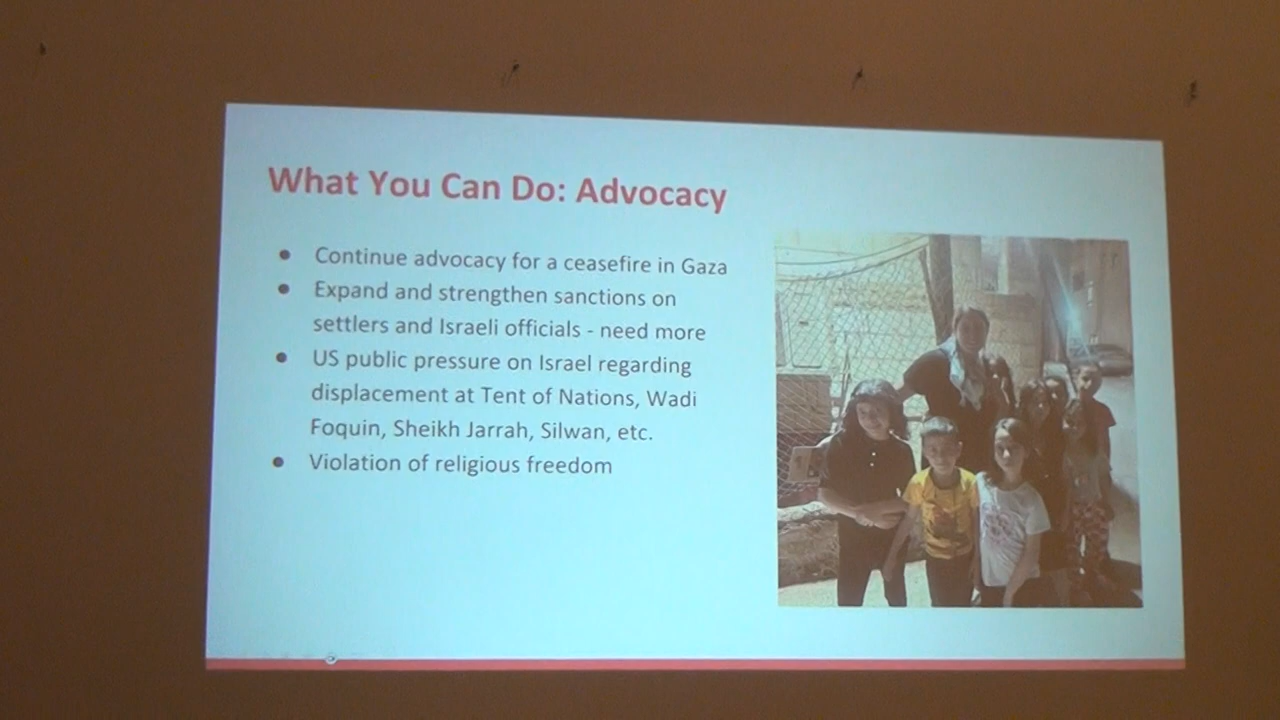 What You Can Do: Advocacy
● Continue advocacy for a ceasefire in Gaza
● Expand and strengthen sanctions on
settlers and Israeli officials - need more
● US public pressure on Israel regarding
displacement at Tent of Nations, Wadi
Foquin, Sheikh Jarrah, Silwan, etc.
● Violation of religious freedom